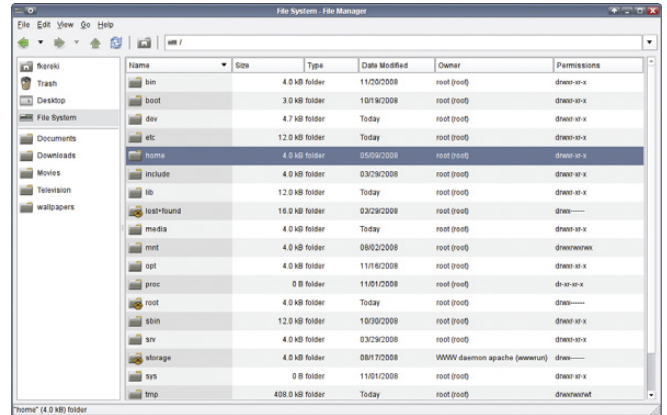 File System - File Manager
File Edit View Go Help
/
fkereki
Trash
Desktop
File System
Documents
Downloads
Movies
Television
wallpapers
Name Size Type Date Modified Owner Permissions
bin 4.0 kB folder 11/20/2008 root (root) drwxr-xr-x
boot 3.0 kB folder 10/19/2008 root (root) drwxr-xr-x
dev 4.7 kB folder Today root (root) drwxr-xr-x
etc 12.0 kB folder Today root (root) drwxr-xr-x
home 4.0 kB folder 05/09/2008 root (root) drwxr-xr-x
include 4.0 kB folder 03/29/2008 root (root) drwxr-xr-x
lib 12.0 kB folder Today root (root) drwxr-xr-x
lost+found 16.0 kB folder 03/29/2008 root (root) drwx------
media 4.0 kB folder Today root (root) drwxr-xr-x
mnt 4.0 kB folder 08/02/2008 root (root) drwxrwxrwx
opt 4.0 kB folder 11/16/2008 root (root) drwxr-xr-x
proc 0 B folder 11/01/2008 root (root) dr-xr-xr-x
root 4.0 kB folder Today root (root) drwx------
sbin 12.0 kB folder 10/30/2008 root (root) drwxr-xr-x
srv 4.0 kB folder 03/29/2008 root (root) drwxr-xr-x
storage 4.0 kB folder 08/17/2008 WWW daemon apache (wwwrun) drwx------
sys 0 B folder 11/01/2008 root (root) drwxr-xr-x
tmp 408.0 kB folder Today root (root) drwxrwxrwt
"home" (4.0 kB) folder